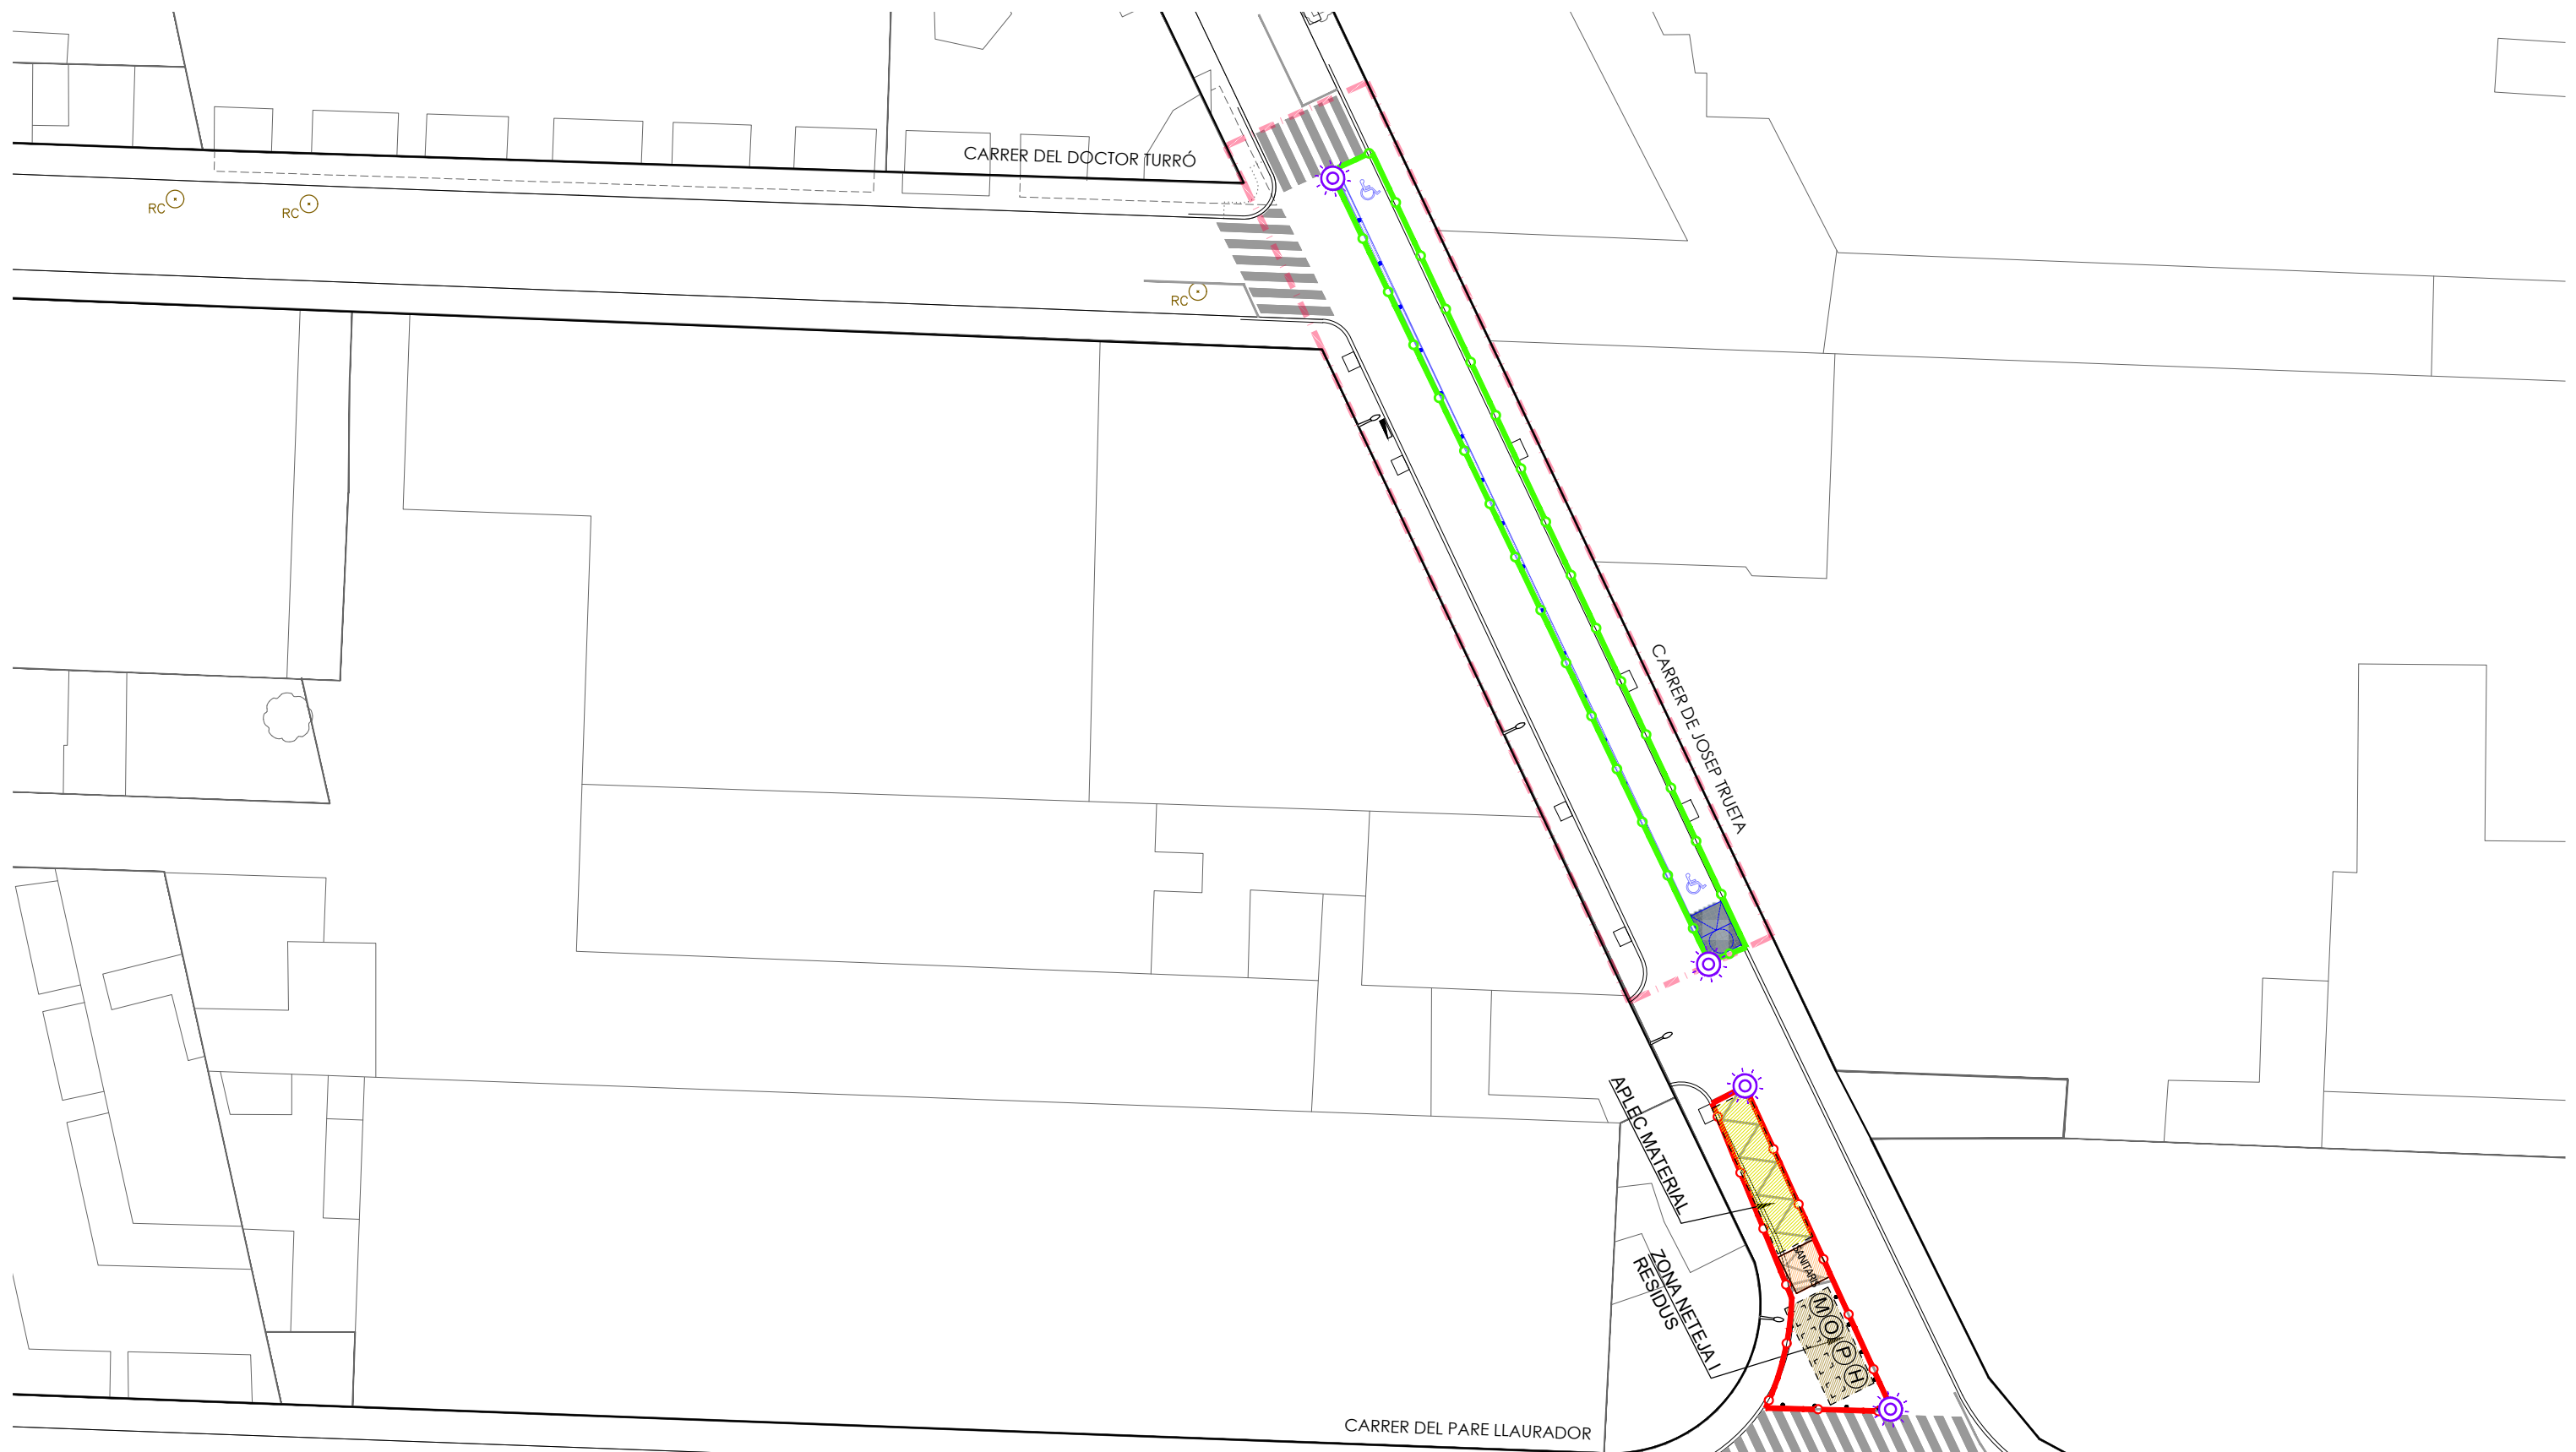 CARRER DEL DOCTOR TURRÓ
RC
RC
RC
CARRER DE JOSEP TRUETA
APLEC MATERIAL
SANITARIS
ZONA NETEJA I
RESIDUS
M
O
P
H
CARRER DEL PARE LLAURADOR